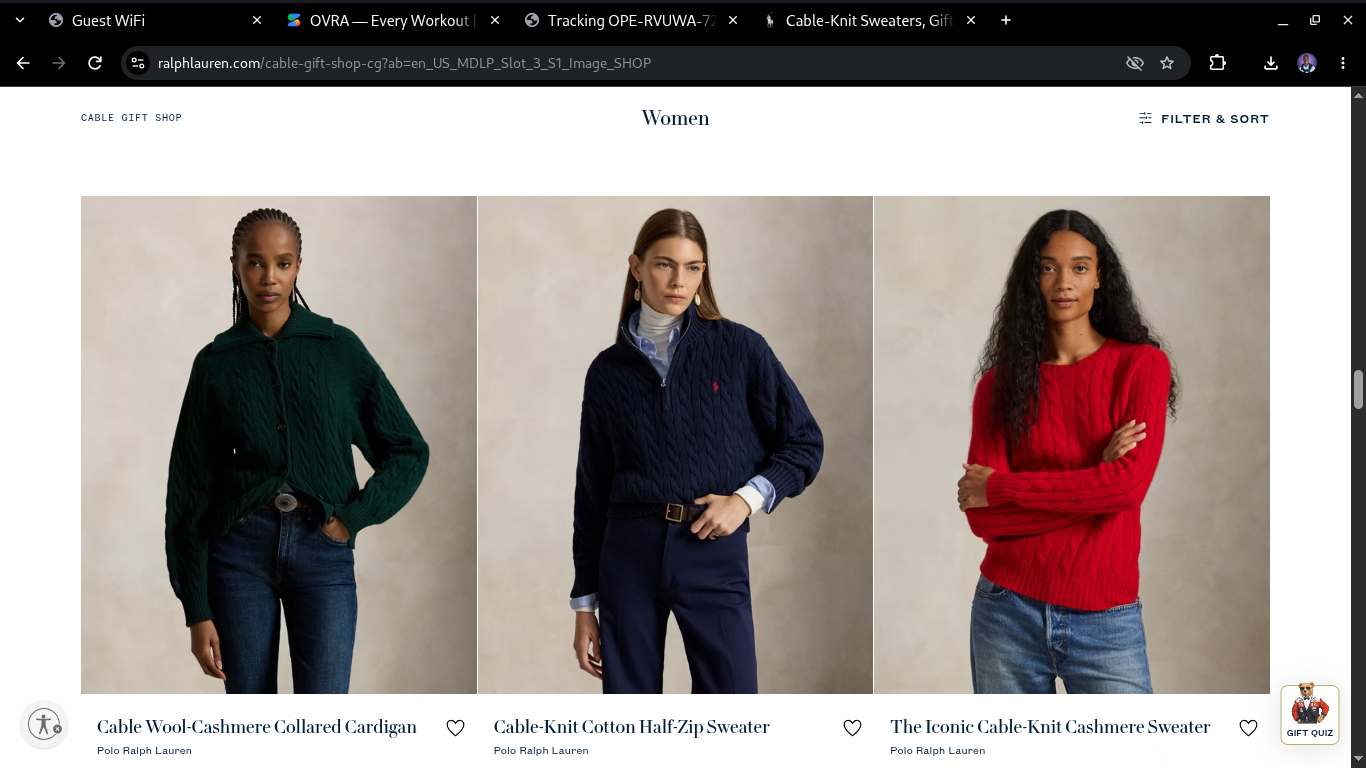 Guest WiFi
OVRA — Every Workout |
Tracking OPE-RVUWA-72
Cable-Knit Sweaters, Gift
ralphlauren.com/cable-gift-shop-cg?ab=en_US_MDLP_Slot_3_S1_Image_SHOP
CABLE GIFT SHOP
Women
FILTER & SORT
Cable Wool-Cashmere Collared Cardigan
Polo Ralph Lauren
Cable-Knit Cotton Half-Zip Sweater
Polo Ralph Lauren
The Iconic Cable-Knit Cashmere Sweater
Polo Ralph Lauren
GIFT QUIZ